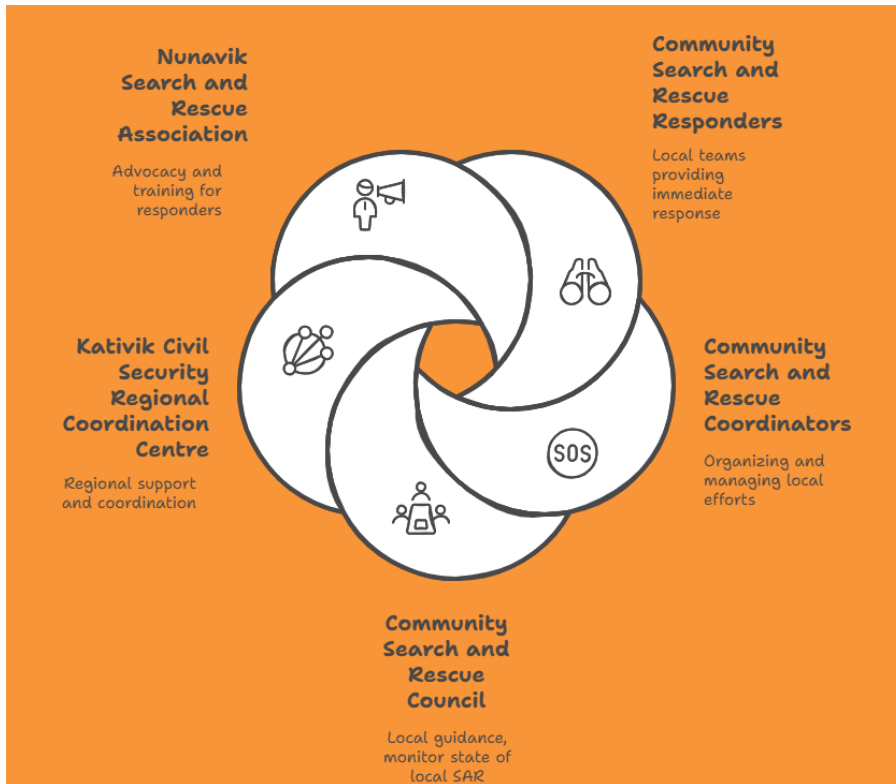 Nunavik
Search and
Rescue
Association
Advocacy and
training for
responders
Community
Search and
Rescue
Responders
Local teams
providing
immediate
response
Kativik Civil
Security
Regional
Coordination
Centre
Regional support
and coordination
Community
Search and
Rescue
Coordinators
Organizing and
managing local
efforts
SOS
Community
Search and
Rescue
Council
Local guidance,
monitor state of
local SAR